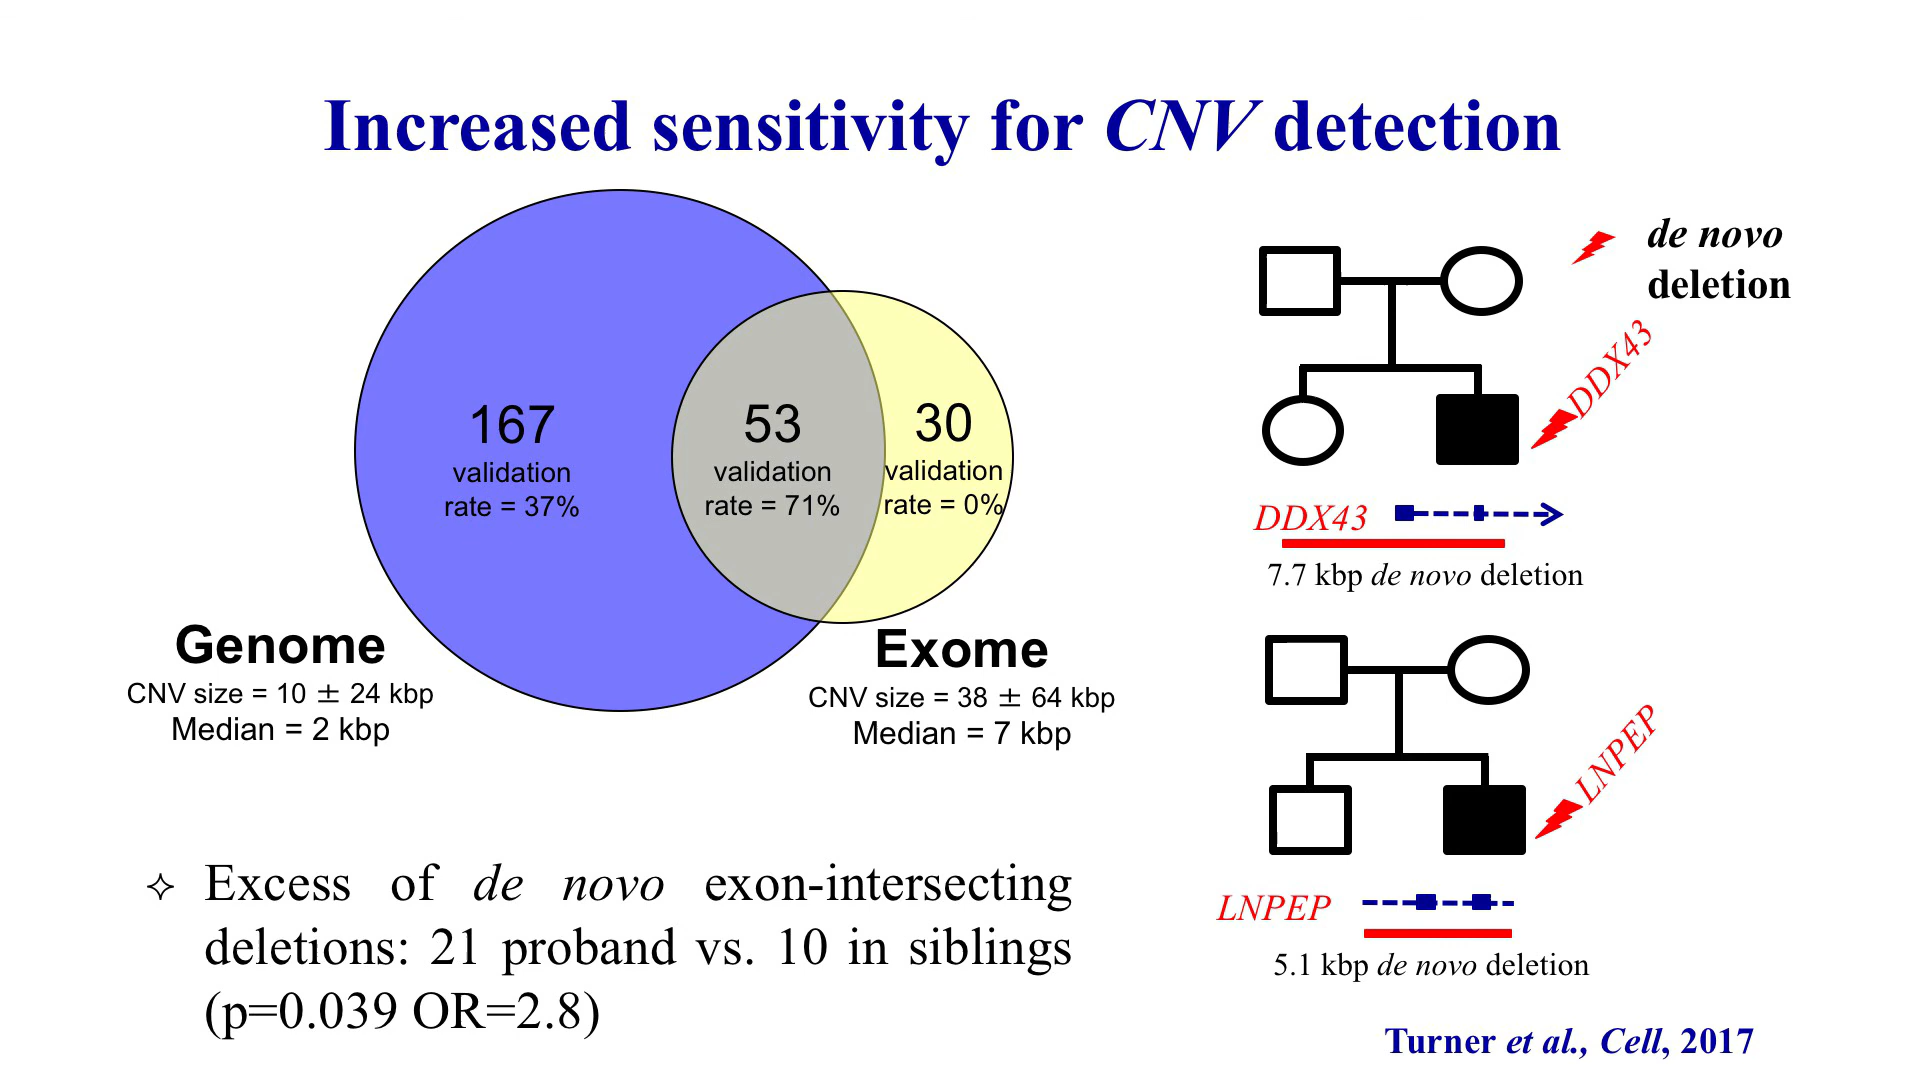 Increased sensitivity for CNV detection
167
validation
rate = 37%
53
validation
rate = 71%
30
validation
rate = 0%
Genome
CNV size = 10 ± 24 kbp
Median = 2 kbp
Exome
CNV size = 38 ± 64 kbp
Median = 7 kbp
✧ Excess of de novo exon-intersecting
deletions: 21 proband vs. 10 in siblings
(p=0.039 OR=2.8)
de novo
deletion
DDX43
DDX43
7.7 kbp de novo deletion
LNPEP
LNPEP
5.1 kbp de novo deletion
Turner et al., Cell, 2017